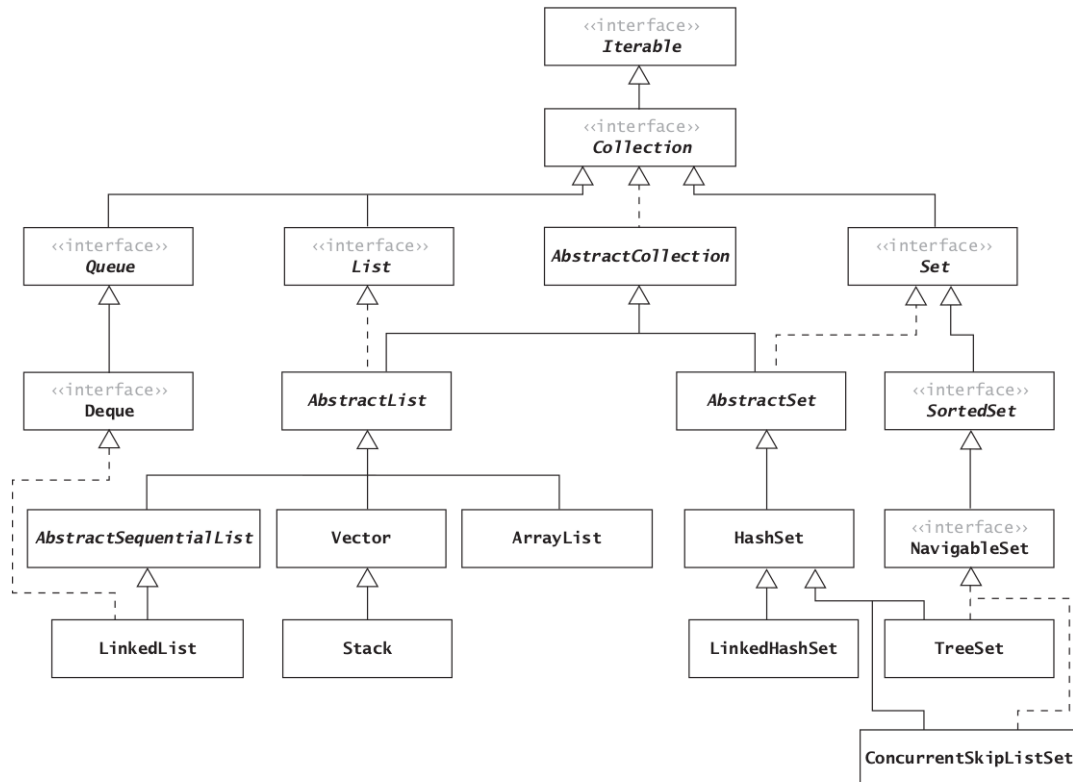 ‹‹interface››
Iterable
‹‹interface››
Collection
‹‹interface››
Queue
‹‹interface››
List
AbstractCollection
‹‹interface››
Set
‹‹interface››
Deque
AbstractList
AbstractSet
‹‹interface››
SortedSet
AbstractSequentialList
Vector
ArrayList
HashSet
‹‹interface››
NavigableSet
LinkedList
Stack
LinkedHashSet
TreeSet
ConcurrentSkipListSet